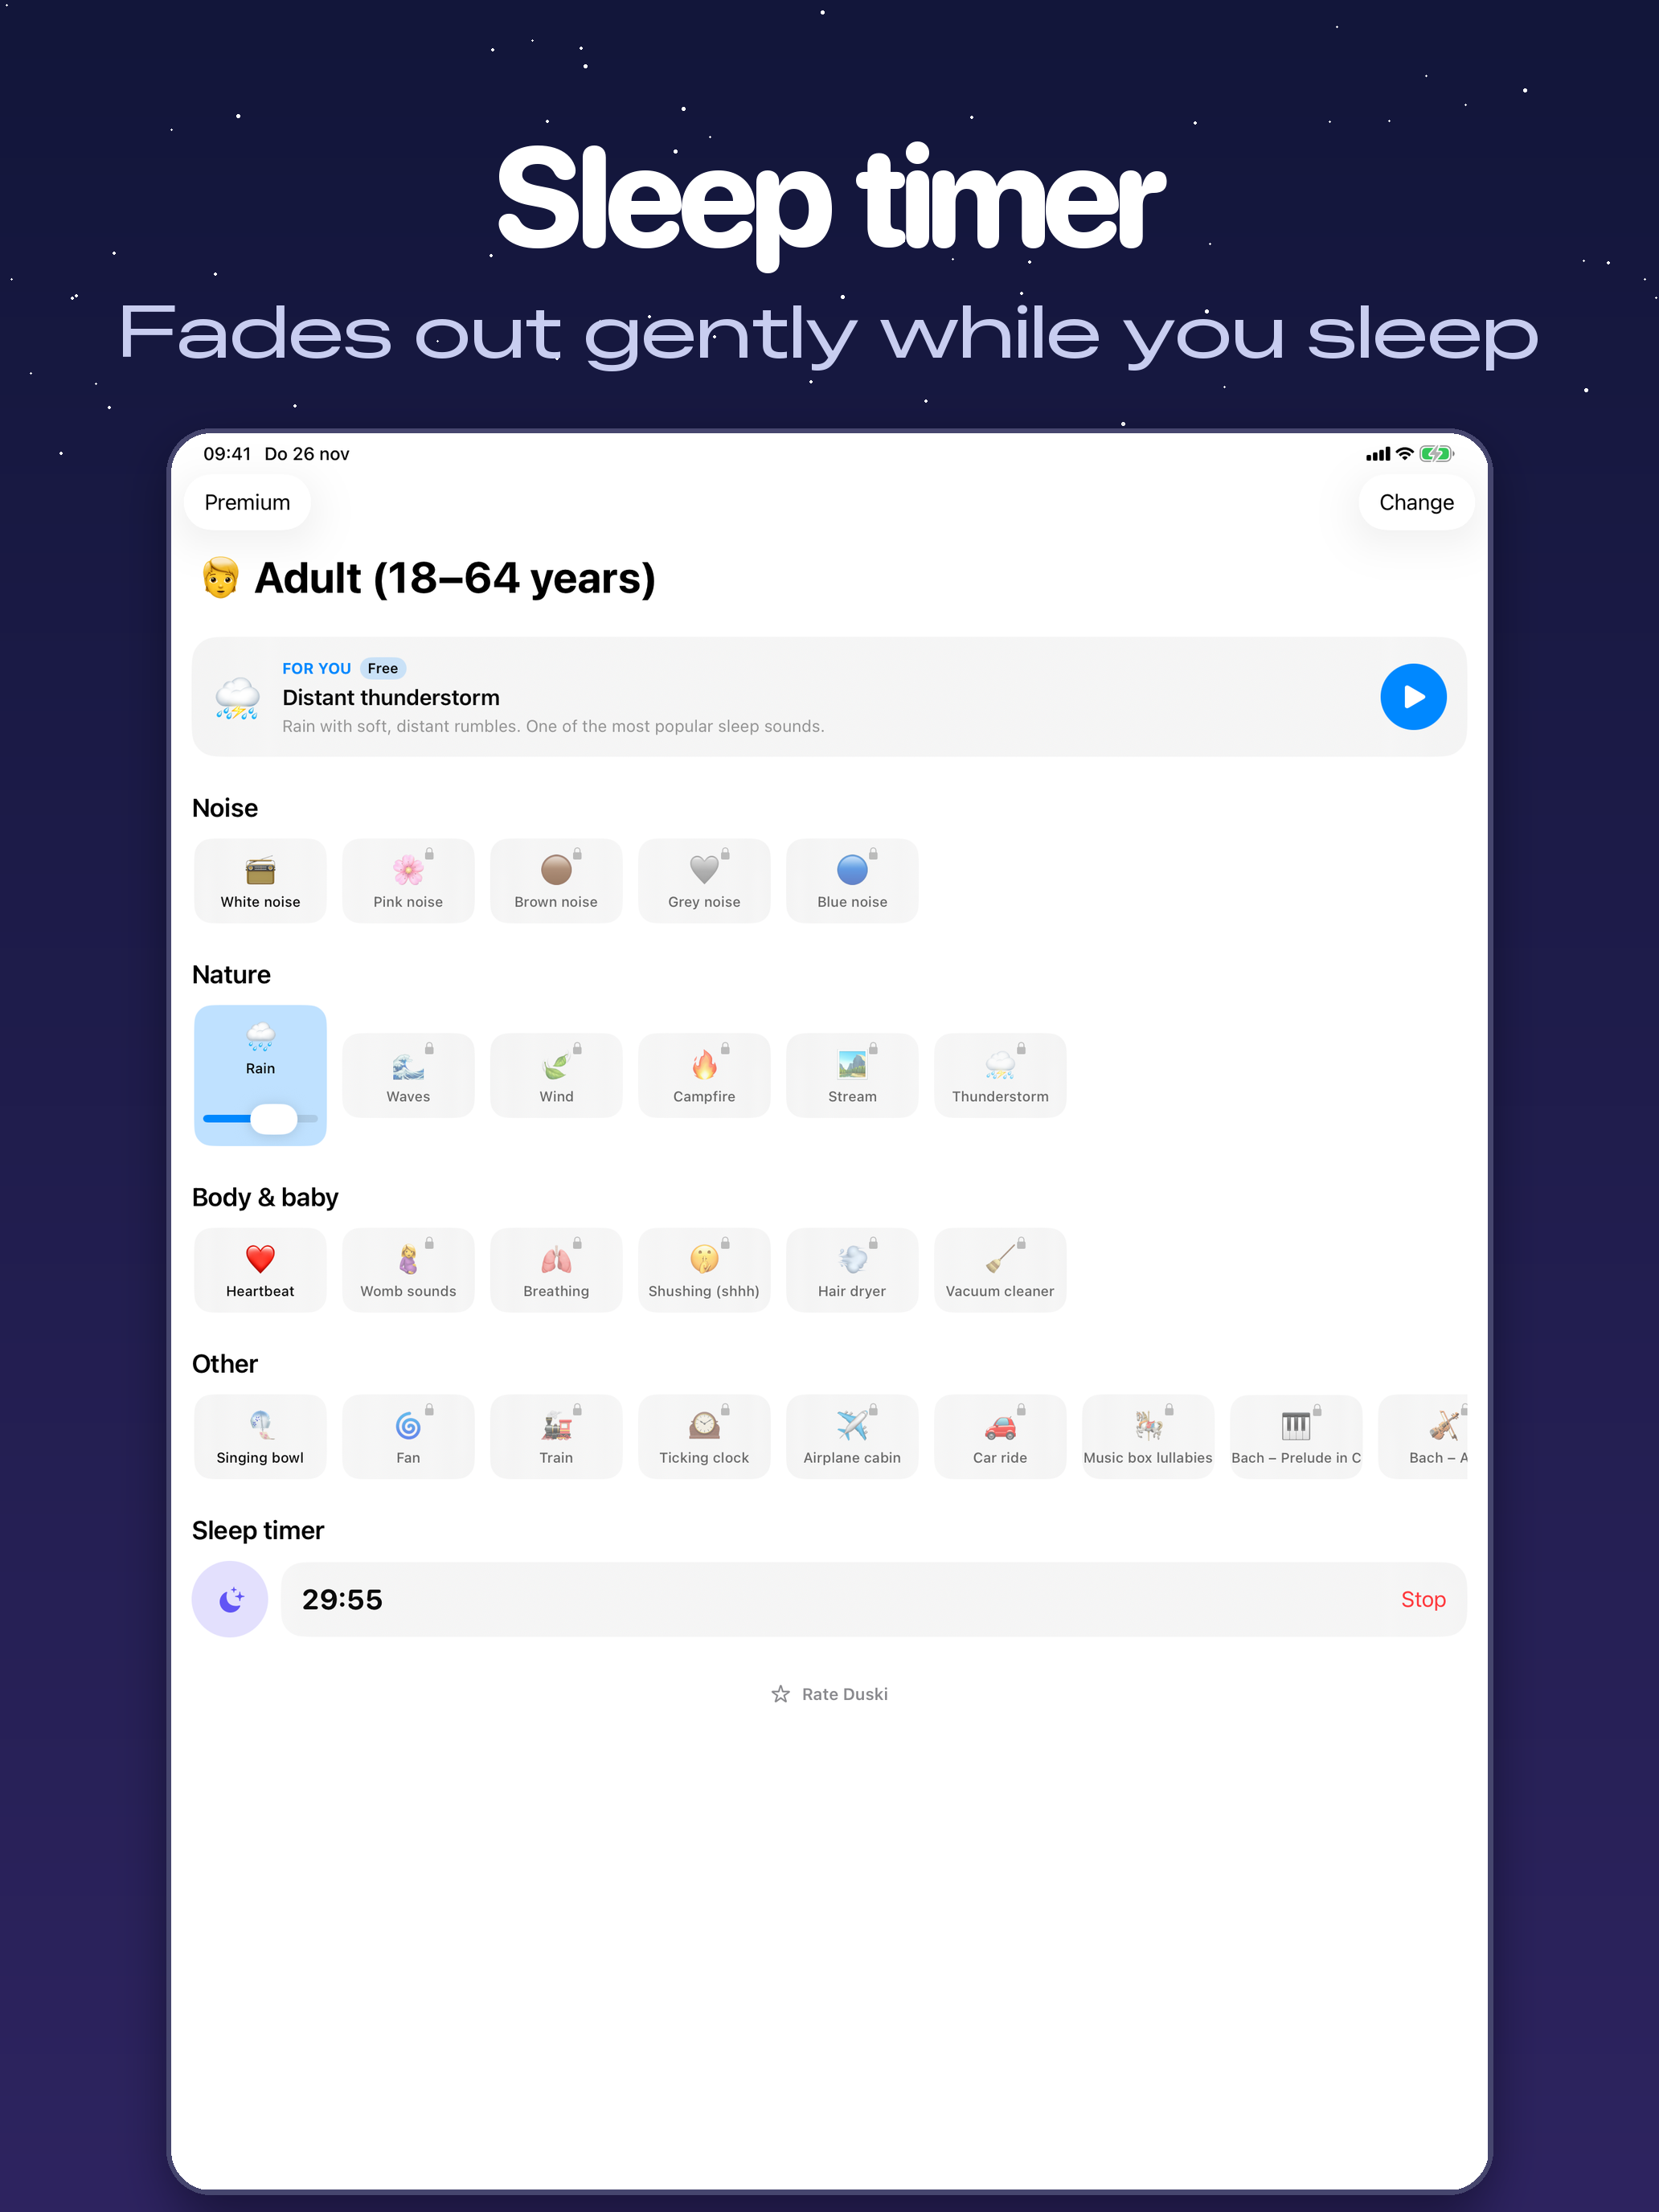 Sleep timer
Fades out gently while you sleep
09:41 Do 26 nov
Premium
Change
Adult (18–64 years)
FOR YOU Free
Distant thunderstorm
Rain with soft, distant rumbles. One of the most popular sleep sounds.
Noise
White noise
Pink noise
Brown noise
Grey noise
Blue noise
Nature
Rain
Waves
Wind
Campfire
Stream
Thunderstorm
Body & baby
Heartbeat
Womb sounds
Breathing
Shushing (shhh)
Hair dryer
Vacuum cleaner
Other
Singing bowl
Fan
Train
Ticking clock
Airplane cabin
Car ride
Music box lullabies
Bach – Prelude in C
Bach – A
Sleep timer
29:55
Stop
Rate Duski